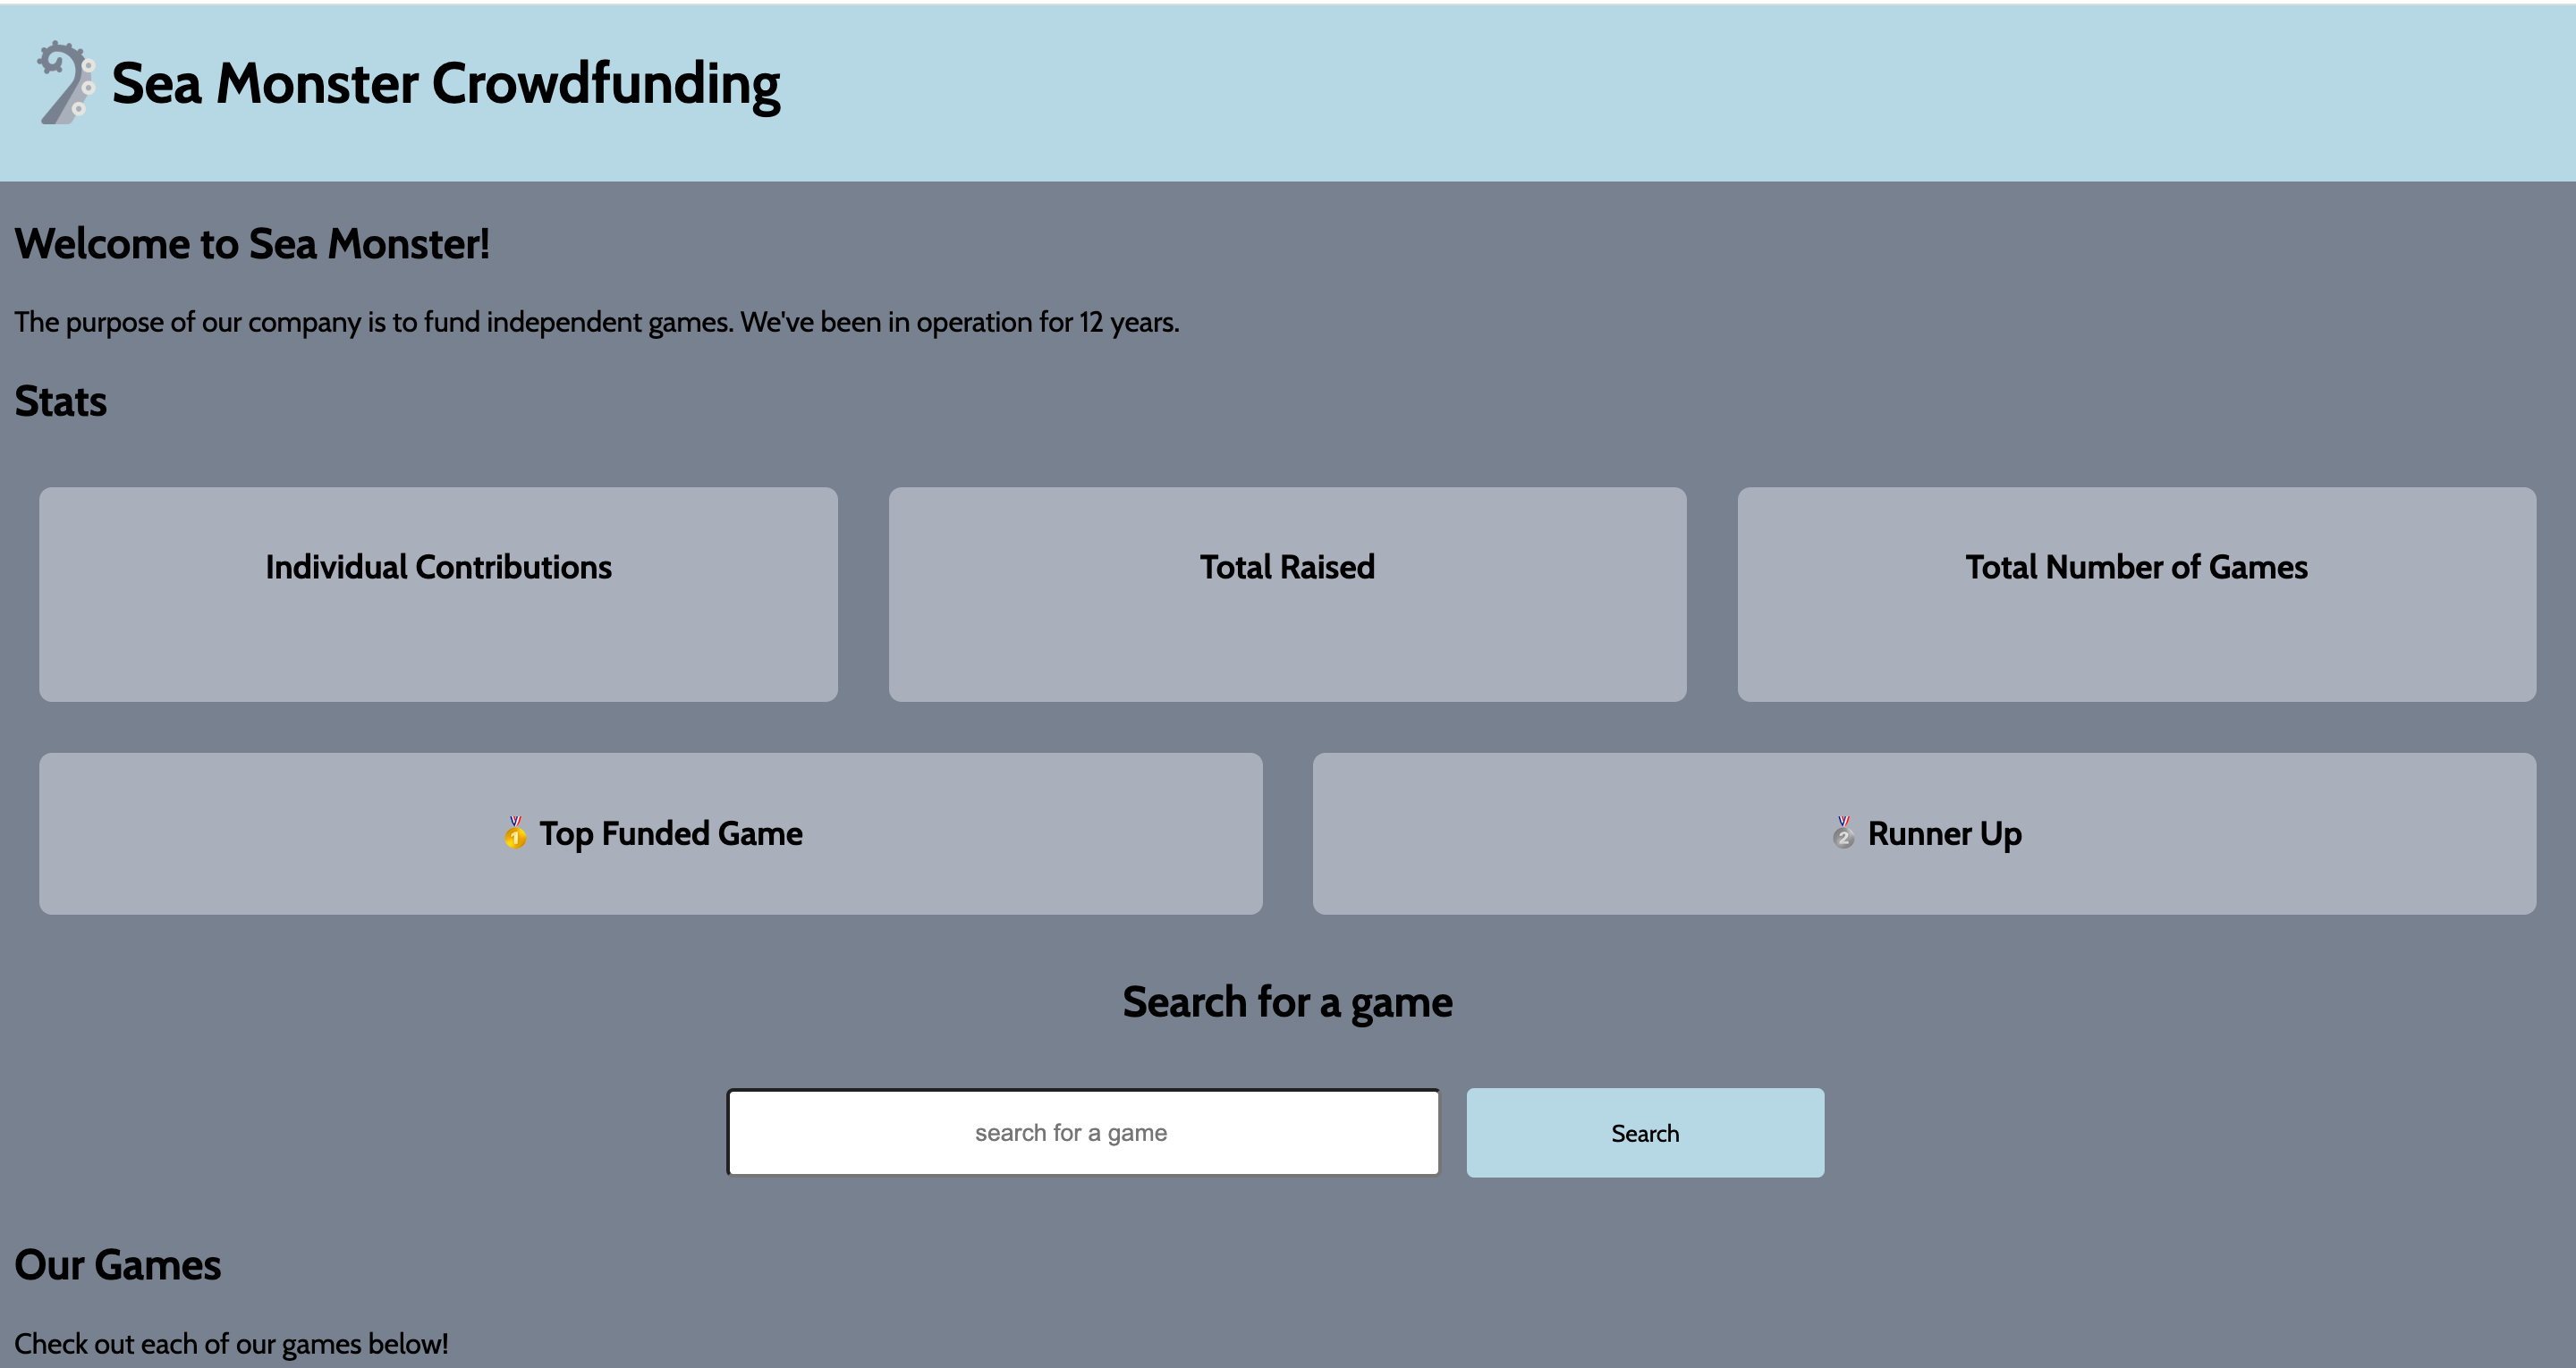 Sea Monster Crowdfunding
Welcome to Sea Monster!
The purpose of our company is to fund independent games. We've been in operation for 12 years.
Stats
Individual Contributions
Total Raised
Total Number of Games
🥇 Top Funded Game
🥈 Runner Up
Search for a game
search for a game
Search
Our Games
Check out each of our games below!